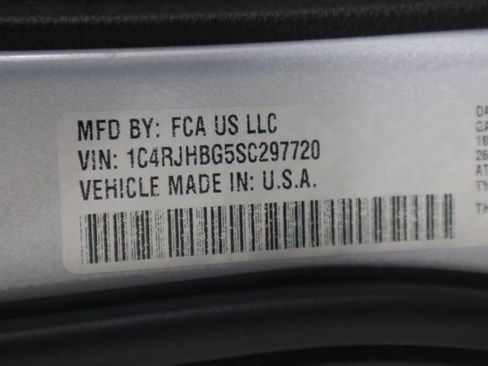 MFD BY: FCA US LLC
VIN: 1C4RJHBG5SC297720
VEHICLE MADE IN: U.S.A.